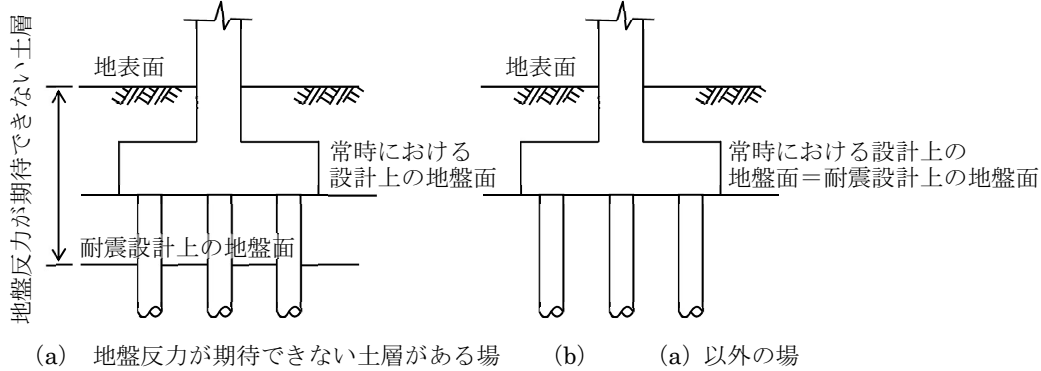 地盤反力が期待できない土層
地表面
常時における
設計上の地盤面
耐震設計上の地盤面
(a) 地盤反力が期待できない土層がある場
地表面
常時における設計上の
地盤面=耐震設計上の地盤面
(b) (a) 以外の場